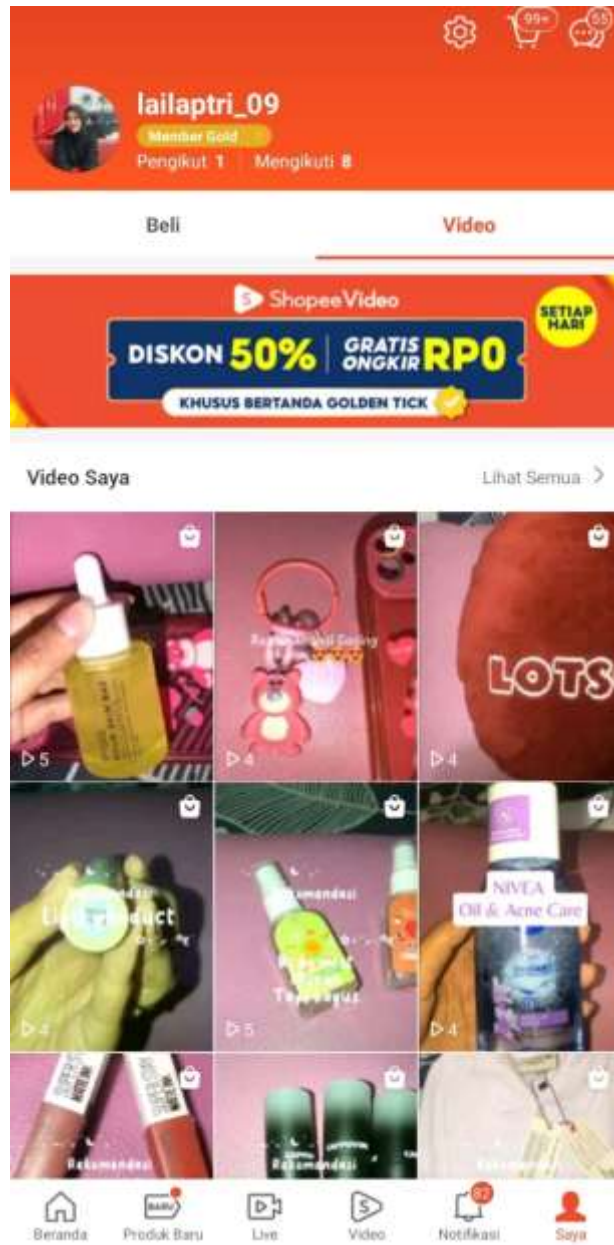 99+
55
lailaptri_09
Member Gold
Pengikut 1 Mengikuti 8
Beli Video
S ShopeeVideo
SETIAP HARI
DISKON 50% GRATIS ONGKIR RP0
KHUSUS BERTANDA GOLDEN TICK
Video Saya Lihat Semua
LOTS
5 4 4
Rekomendasi
NIVEA
Oil & Acne Care
4 5 4
Rekomendasi Rekomendasi Rekomendasi
BARU
82
Beranda Produk Baru Live Video Notifikasi Saya